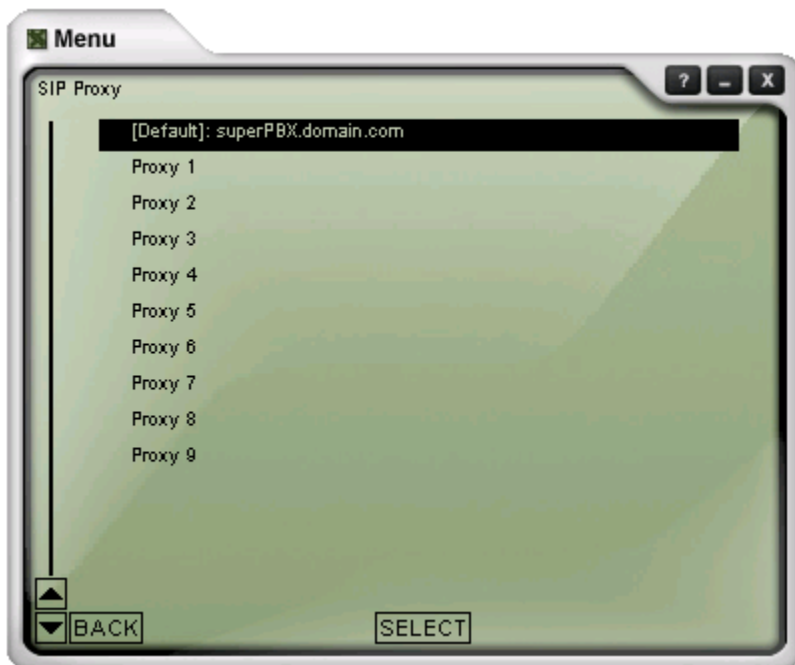 Menu
? - X
SIP Proxy
[Default]: superPBX.domain.com
Proxy 1
Proxy 2
Proxy 3
Proxy 4
Proxy 5
Proxy 6
Proxy 7
Proxy 8
Proxy 9
BACK SELECT